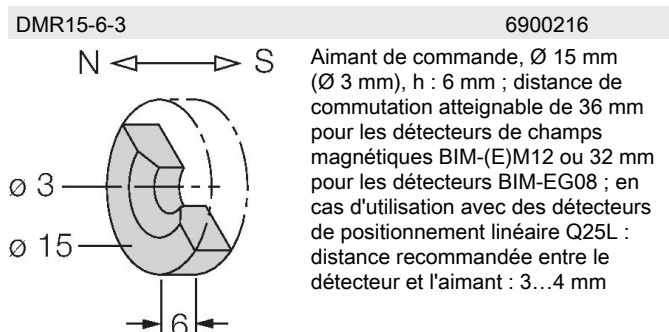 DMR15-6-3 6900216
N S
Aimant de commande, Ø 15 mm
(Ø 3 mm), h : 6 mm ; distance de
commutation atteignable de 36 mm
pour les détecteurs de champs
magnétiques BIM-(E)M12 ou 32 mm
pour les détecteurs BIM-EG08 ; en
cas d'utilisation avec des détecteurs
de positionnement linéaire Q25L :
distance recommandée entre le
détecteur et l'aimant : 3…4 mm
ø 3
ø 15
6